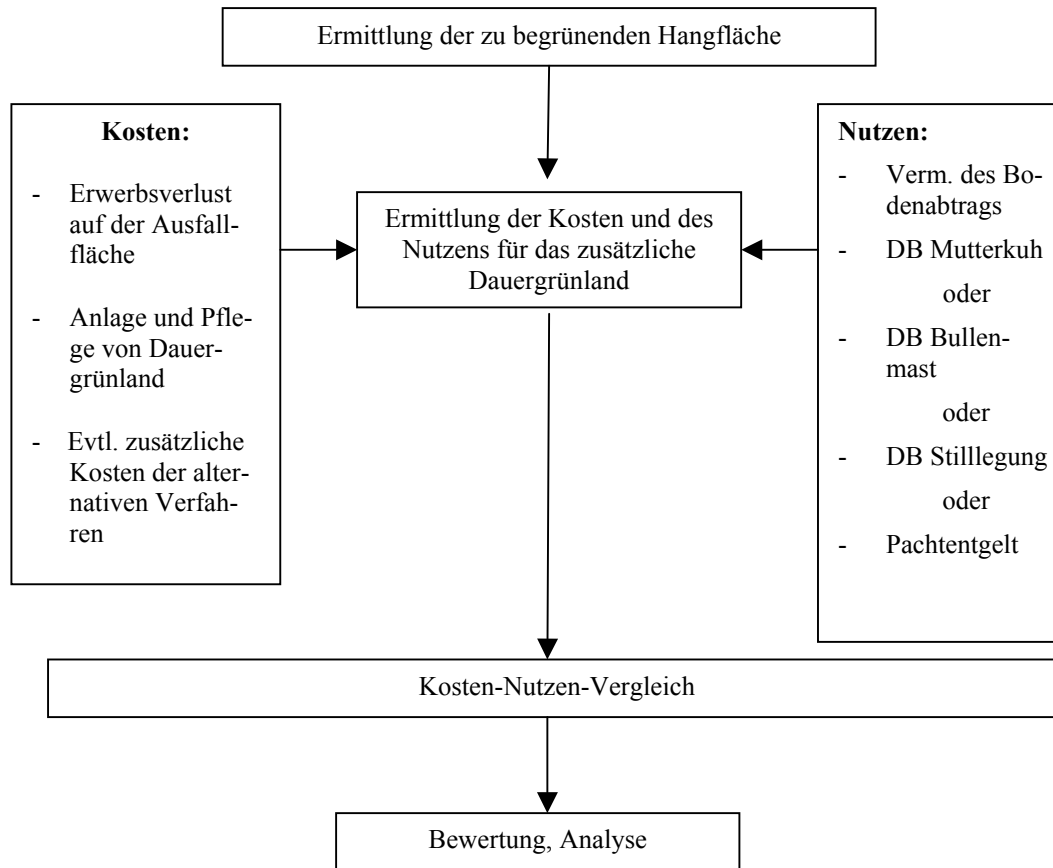 Ermittlung der zu begrünenden Hangfläche
Kosten:
- Erwerbsverlust
auf der Ausfall-
fläche
- Anlage und Pfle-
ge von Dauer-
grünland
- Evtl. zusätzliche
Kosten der alter-
nativen Verfah-
ren
Ermittlung der Kosten und des
Nutzens für das zusätzliche
Dauergrünland
Nutzen:
- Verm. des Bo-
denabtrags
- DB Mutterkuh
oder
- DB Bullen-
mast
oder
- DB Stilllegung
oder
- Pachtentgelt
Kosten-Nutzen-Vergleich
Bewertung, Analyse